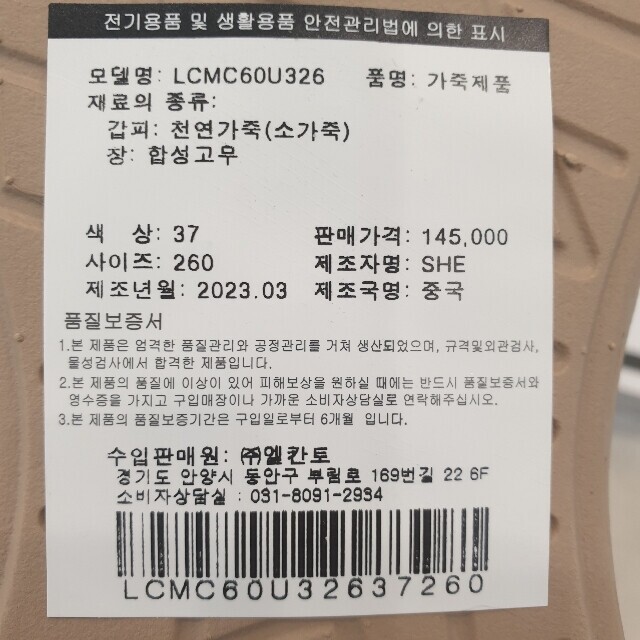 전기용품 및 생활용품 안전관리법에 의한 표시
모델명: LCMC60U326 품명: 가죽제품
재료의 종류:
갑피: 천연가죽(소가죽)
창: 합성고무
색 상: 37 판매가격: 145,000
사이즈: 260 제조자명: SHE
제조년월: 2023.03 제조국명: 중국
품질보증서
1.본 제품은 엄격한 품질관리와 공정관리를 거쳐 생산되었으며, 규격및외관검사,
물성검사에서 합격한 제품입니다.
2.본 제품의 품질에 이상이 있어 피해보상을 원하실 때에는 반드시 품질보증서와
영수증을 가지고 구입매장이나 가까운 소비자상담실로 연락해주십시오.
3.본 제품의 품질보증기간은 구입일로부터 6개월 입니다.
수입판매원: ㈜엘칸토
경기도 안양시 동안구 부림로 169번길 22 6F
소비자상담실 : 031-8091-2934
LCMC60U32637260